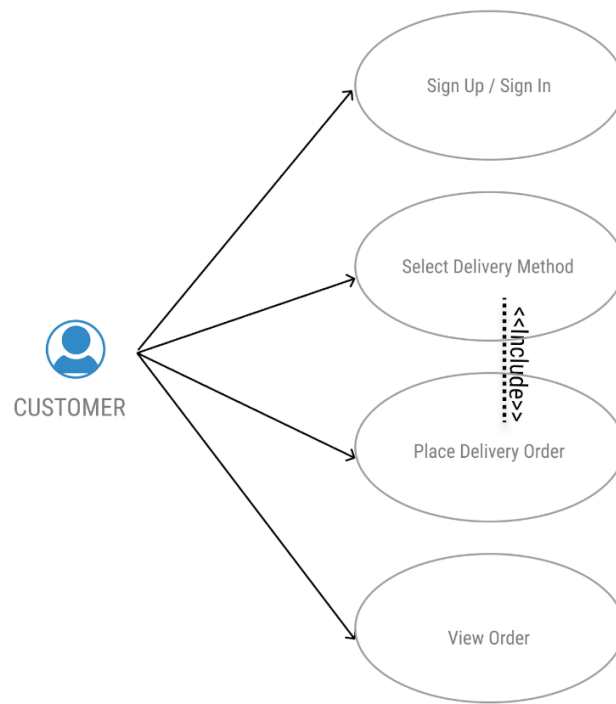 Sign Up / Sign In
Select Delivery Method
<<Include>>
CUSTOMER
Place Delivery Order
View Order